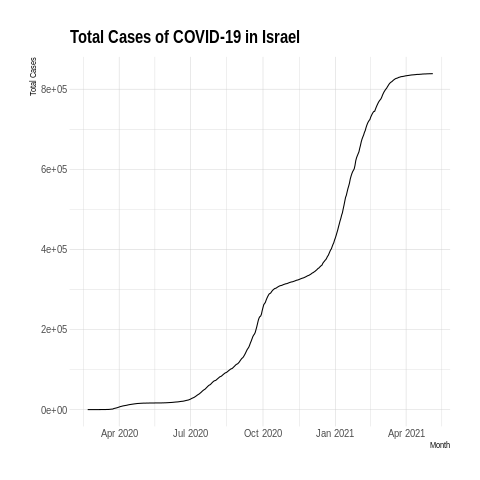 Total Cases of COVID-19 in Israel
Total Cases
8e+05
6e+05
4e+05
2e+05
0e+00
Apr 2020 Jul 2020 Oct 2020 Jan 2021 Apr 2021
Month